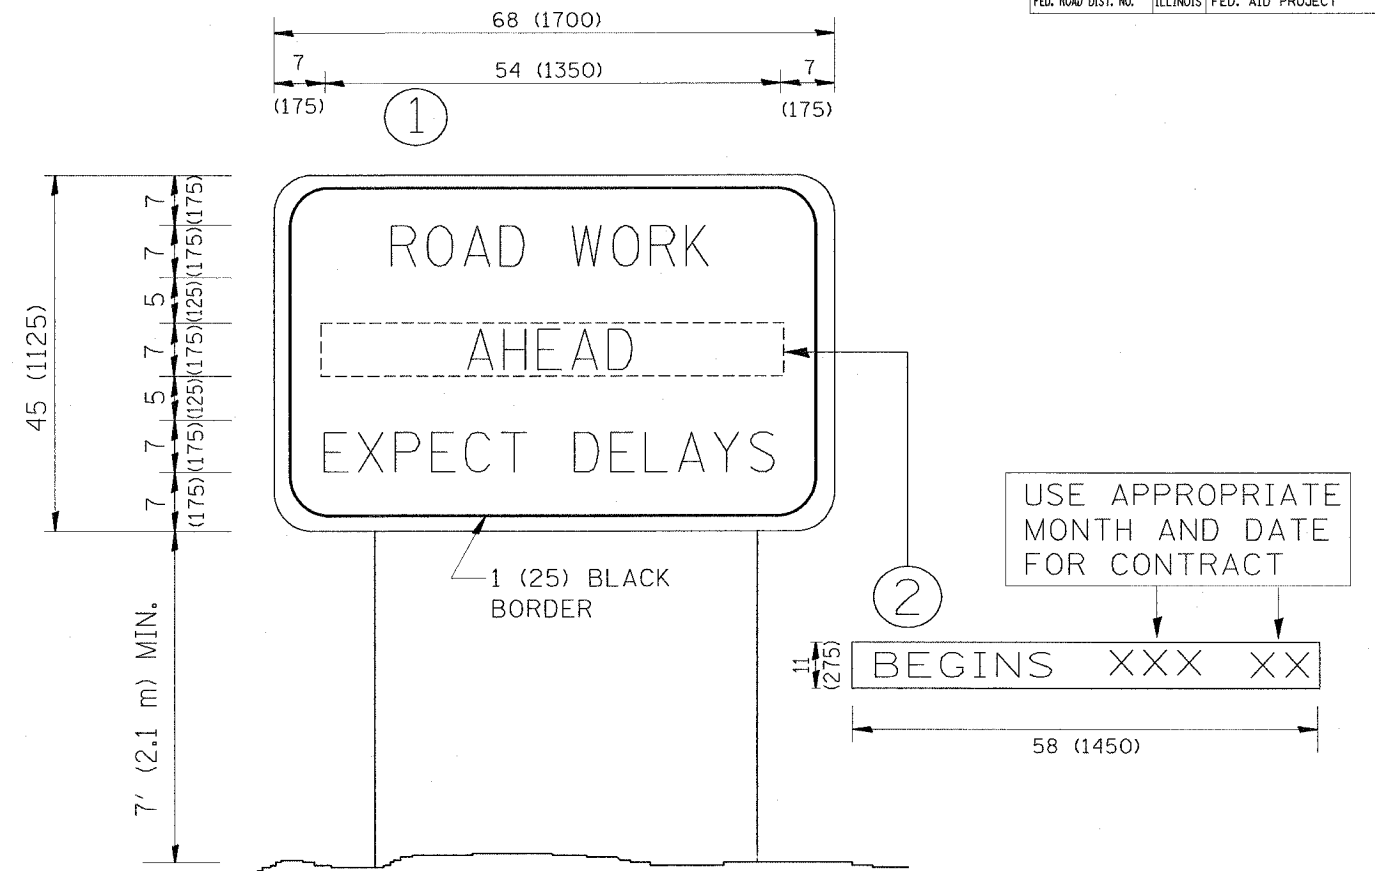 FED. ROAD DIST. NO. ILLINOIS FED. AID PROJECT
68 (1700)
7 54 (1350) 7
(175) (175)
1
45 (1125)
7 (175)
7 (175)
5 (125)
7 (175)
5 (125)
7 (175)
7 (175)
ROAD WORK
AHEAD
EXPECT DELAYS
7' (2.1 m) MIN.
1 (25) BLACK
BORDER
2
USE APPROPRIATE
MONTH AND DATE
FOR CONTRACT
11 (275)
BEGINS XXX XX
58 (1450)